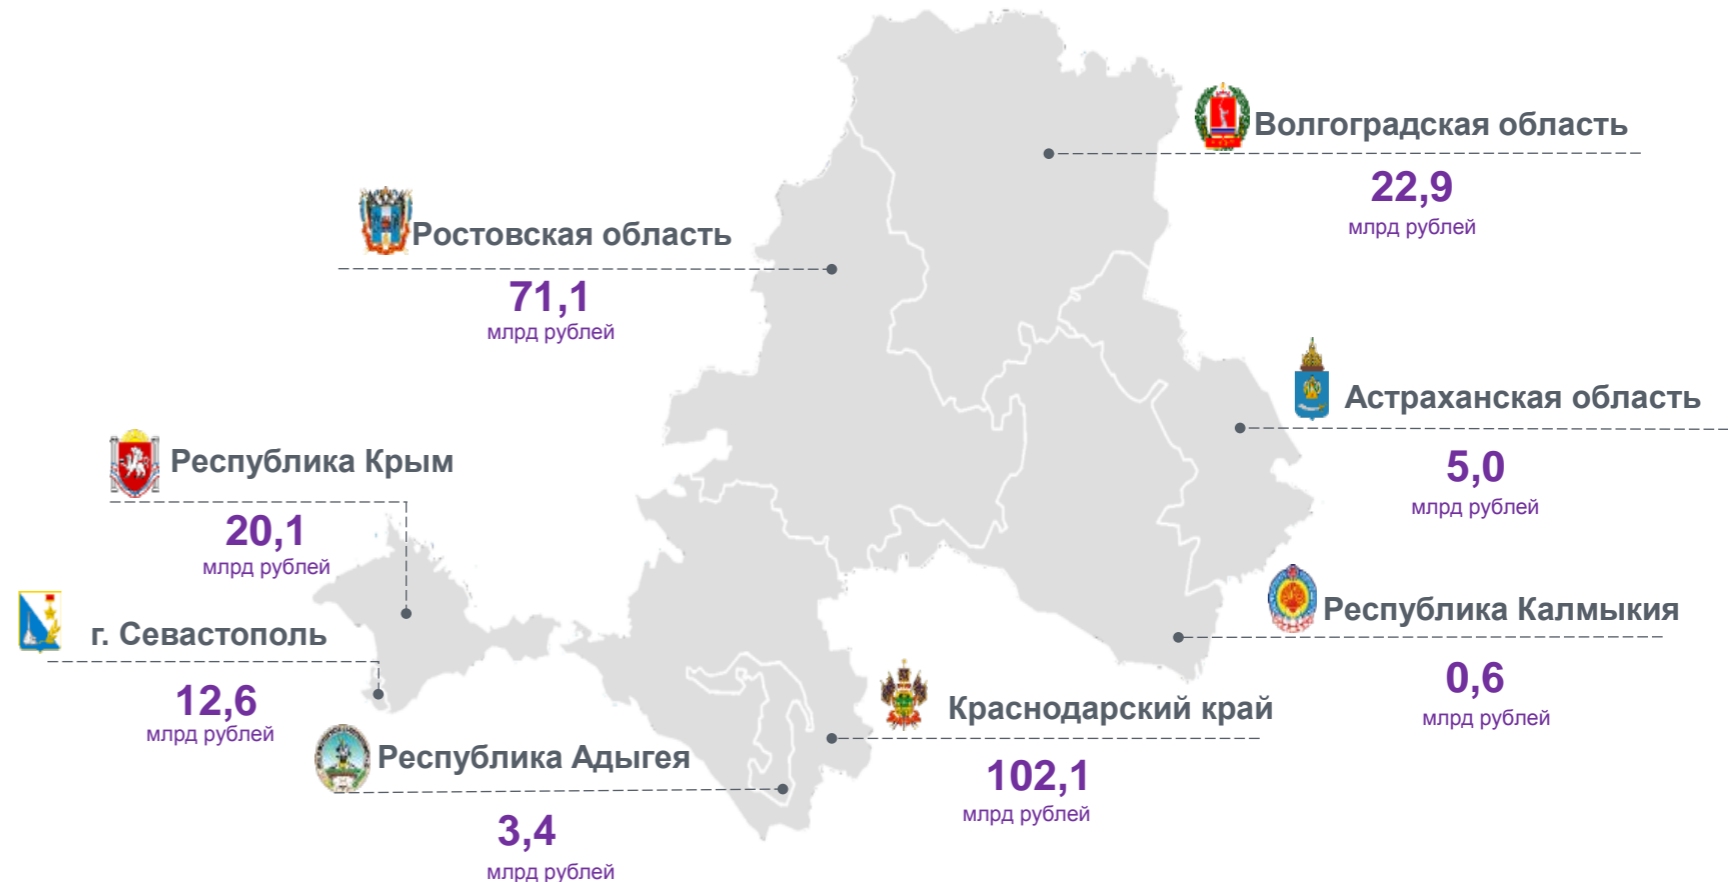 Волгоградская область
22,9
млрд рублей
Ростовская область
71,1
млрд рублей
Астраханская область
5,0
млрд рублей
Республика Крым
20,1
млрд рублей
г. Севастополь
12,6
млрд рублей
Республика Калмыкия
0,6
млрд рублей
Краснодарский край
102,1
млрд рублей
Республика Адыгея
3,4
млрд рублей